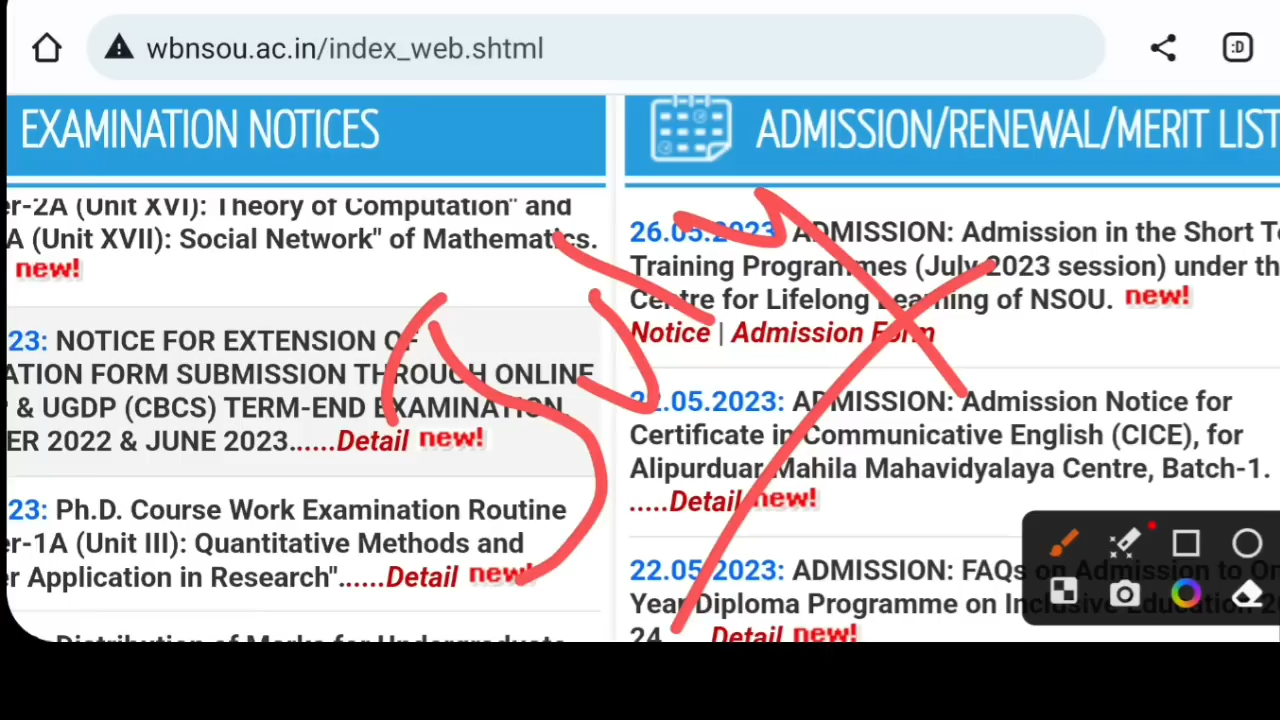 wbnsou.ac.in/index_web.shtml
:D
EXAMINATION NOTICES
er-2A (Unit XVI): Theory of Computation" and
A (Unit XVII): Social Network" of Mathematics.
new!
23: NOTICE FOR EXTENSION OF
ATION FORM SUBMISSION THROUGH ONLINE
& UGDP (CBCS) TERM-END EXAMINATION,
ER 2022 & JUNE 2023......Detail new!
23: Ph.D. Course Work Examination Routine
er-1A (Unit III): Quantitative Methods and
r Application in Research"......Detail new!
Distribution of Marks for Undergraduate
ADMISSION/RENEWAL/MERIT LIST
26.05.2023: ADMISSION: Admission in the Short Te
Training Programmes (July 2023 session) under th
Centre for Lifelong Learning of NSOU. new!
Notice | Admission Form
22.05.2023: ADMISSION: Admission Notice for
Certificate in Communicative English (CICE), for
Alipurduar Mahila Mahavidyalaya Centre, Batch-1.
.....Detail new!
22.05.2023: ADMISSION: FAQs on Admission to On
Year Diploma Programme on Inclusive Education 2
24.....Detail new!